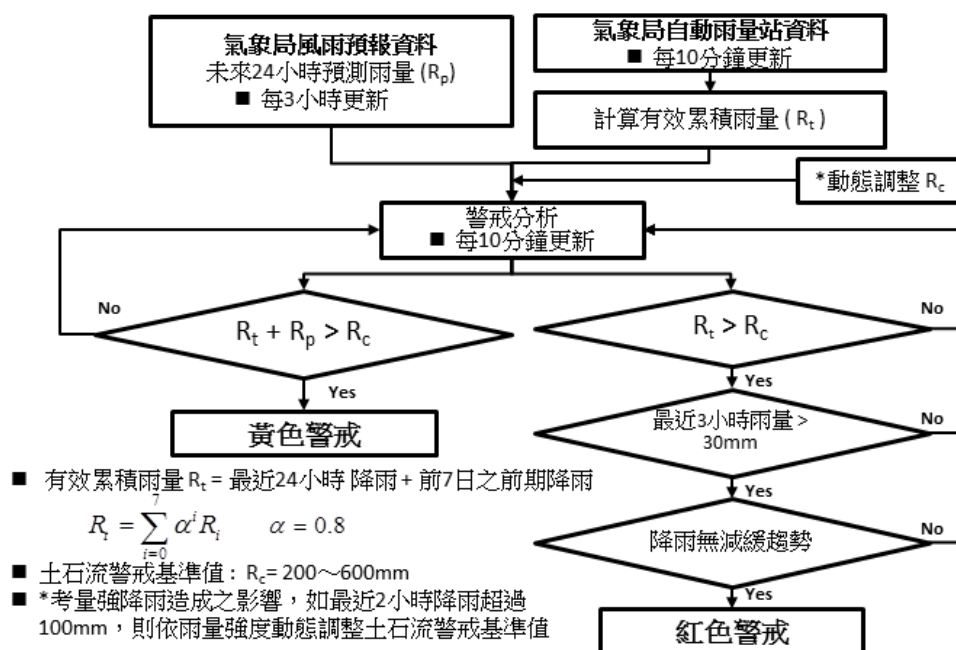 氣象局風雨預報資料
未來24小時預測雨量 (Rp)
■ 每3小時更新
氣象局自動雨量站資料
■ 每10分鐘更新
計算有效累積雨量 ( Rt )
*動態調整 Rc
警戒分析
■ 每10分鐘更新
No
Rt + Rp > Rc
Yes
黃色警戒
Rt > Rc
No
Yes
最近3小時雨量 >
30mm
No
Yes
降雨無減緩趨勢
No
Yes
紅色警戒
■ 有效累積雨量 Rt = 最近24小時 降雨 + 前7日之前期降雨
Rt = ∑(i=0→7) α^i Ri α = 0.8
■ 土石流警戒基準值 : Rc= 200～600mm
■ *考量強降雨造成之影響，如最近2小時降雨超過
100mm，則依雨量強度動態調整土石流警戒基準值